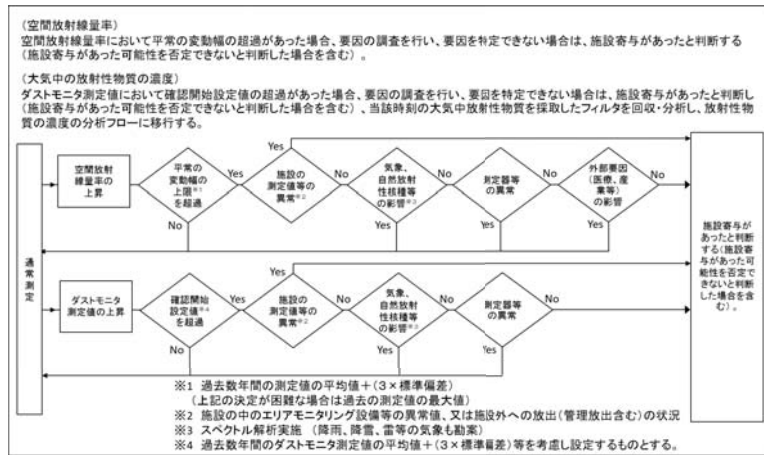 (空間放射線量率)
空間放射線量率において平常の変動幅の超過があった場合、要因の調査を行い、要因を特定できない場合は、施設寄与があったと判断する
(施設寄与があった可能性を否定できないと判断した場合を含む)。
(大気中の放射性物質の濃度)
ダストモニタ測定値において確認開始設定値の超過があった場合、要因の調査を行い、要因を特定できない場合は、施設寄与があったと判断し
(施設寄与があった可能性を否定できないと判断した場合を含む)、当該時刻の大気中放射性物質を採取したフィルタを回収・分析し、放射性物
質の濃度の分析フローに移行する。
通常測定
空間放射
線量率の
上昇
平常の
変動幅の
上限※1
を超過
Yes
No
施設の
測定値等の
異常※2
Yes
No
気象、
自然放射
性核種等
の影響※3
No
Yes
測定器等
の異常
No
Yes
外部要因
(医療、産
業等)
の影響
No
Yes
ダストモニタ
測定値の上昇
確認開始
設定値※4
を超過
Yes
No
施設の
測定値等の
異常※2
Yes
No
気象、
自然放射
性核種等
の影響※3
No
Yes
測定器等
の異常
No
Yes
施設寄与が
あったと判断
する(施設寄
与があった可
能性を否定で
きないと判断
した場合を含
む)。
※1 過去数年間の測定値の平均値+(3×標準偏差)
(上記の決定が困難な場合は過去の測定値の最大値)
※2 施設の中のエリアモニタリング設備等の異常値、又は施設外への放出(管理放出含む)の状況
※3 スペクトル解析実施 (降雨、降雪、雷等の気象も勘案)
※4 過去数年間のダストモニタ測定値の平均値+(3×標準偏差)等を考慮し設定するものとする。